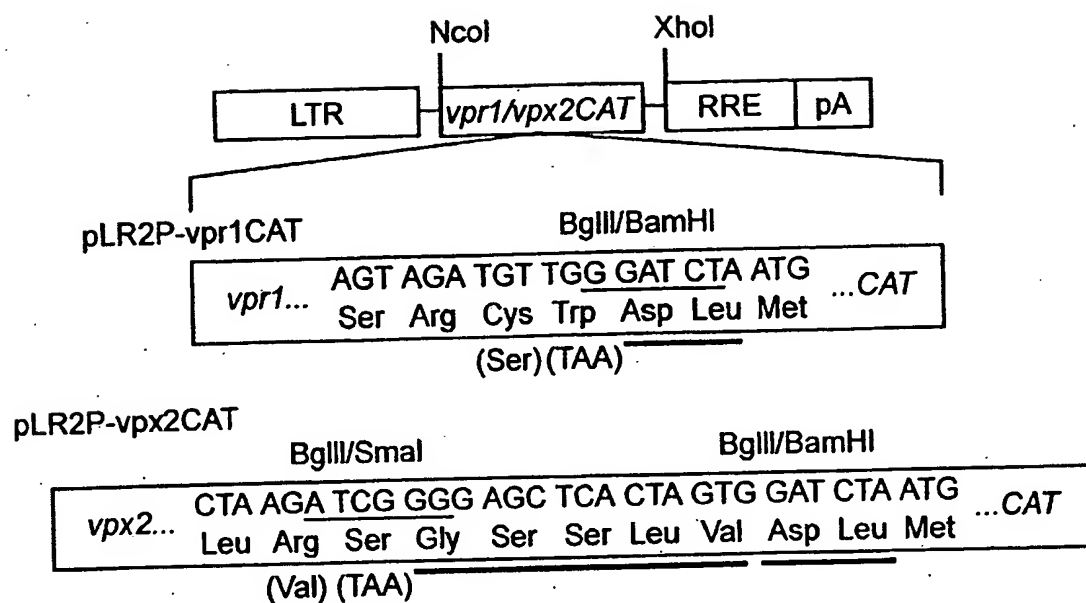 NcoI XhoI
LTR vpr1/vpx2CAT RRE pA
pLR2P-vpr1CAT BglII/BamHI
AGT AGA TGT TGG GAT CTA ATG
vpr1... ...CAT
Ser Arg Cys Trp Asp Leu Met
(Ser) (TAA)
pLR2P-vpx2CAT
BglII/SmaI BglII/BamHI
CTA AGA TCG GGG AGC TCA CTA GTG GAT CTA ATG
vpx2... ...CAT
Leu Arg Ser Gly Ser Ser Leu Val Asp Leu Met
(Val) (TAA)